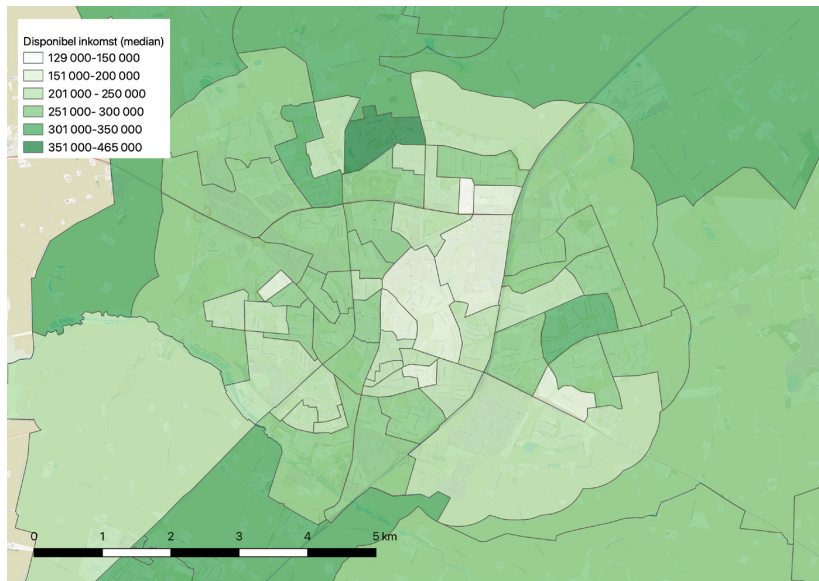 Disponibel inkomst (median)
129 000-150 000
151 000-200 000
201 000 - 250 000
251 000- 300 000
301 000-350 000
351 000-465 000
0 1 2 3 4 5 km